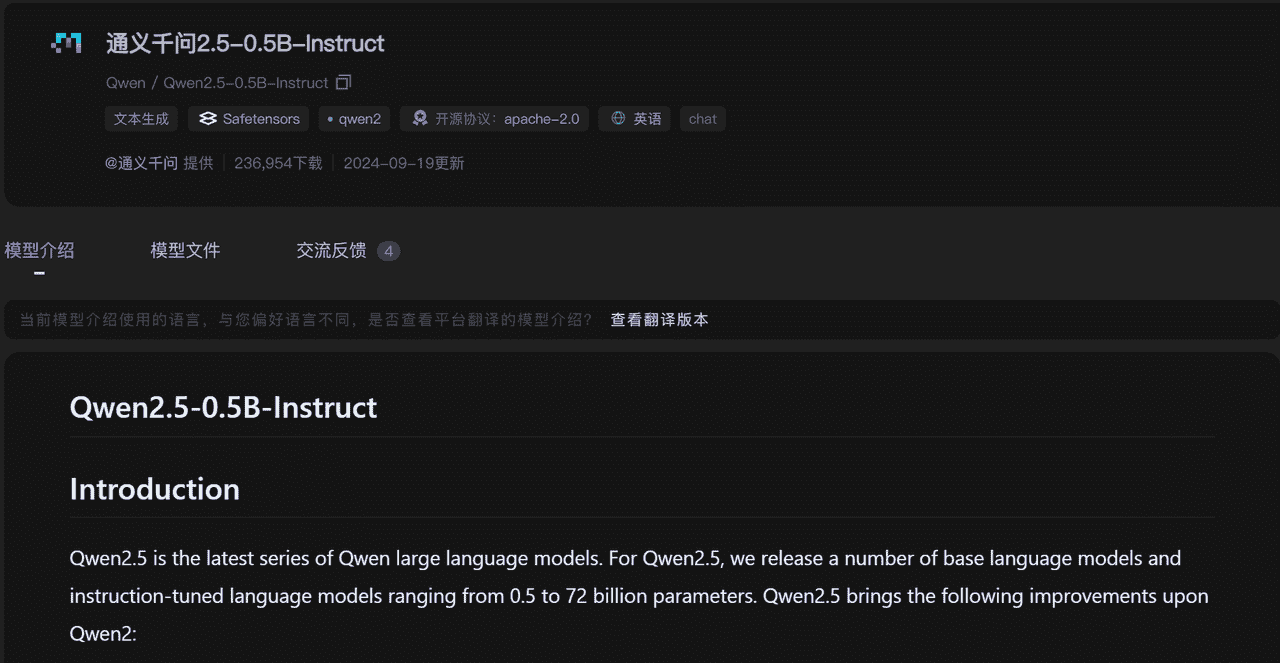 通义千问2.5-0.5B-Instruct
Qwen / Qwen2.5-0.5B-Instruct
文本生成 Safetensors qwen2 开源协议: apache-2.0 英语 chat
@通义千问 提供 236,954下载 2024-09-19更新
模型介绍 模型文件 交流反馈 4
当前模型介绍使用的语言，与您偏好语言不同，是否查看平台翻译的模型介绍? 查看翻译版本
Qwen2.5-0.5B-Instruct
Introduction
Qwen2.5 is the latest series of Qwen large language models. For Qwen2.5, we release a number of base language models and
instruction-tuned language models ranging from 0.5 to 72 billion parameters. Qwen2.5 brings the following improvements upon
Qwen2: